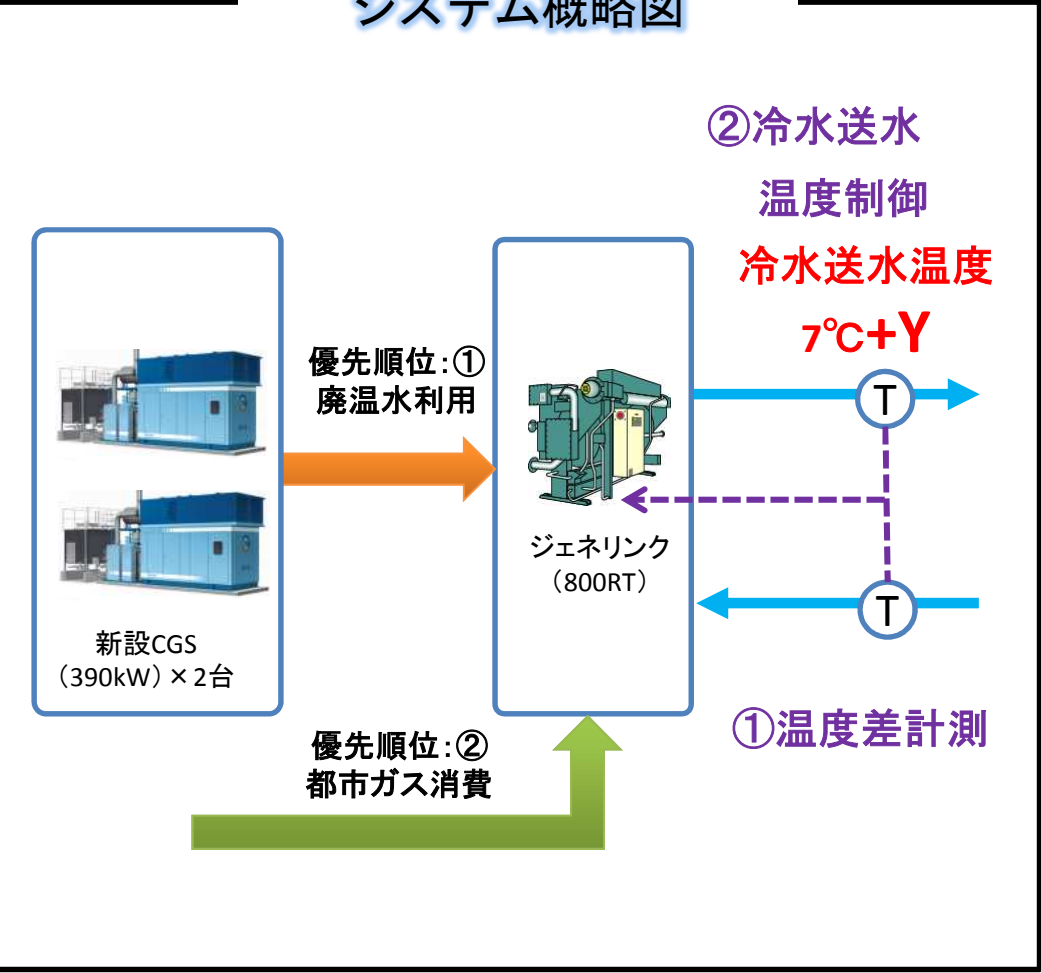 システム概略図
②冷水送水
温度制御
冷水送水温度
7℃+Y
優先順位:①
廃温水利用
T
ジェネリンク
（800RT）
T
新設CGS
（390kW）×2台
①温度差計測
優先順位:②
都市ガス消費